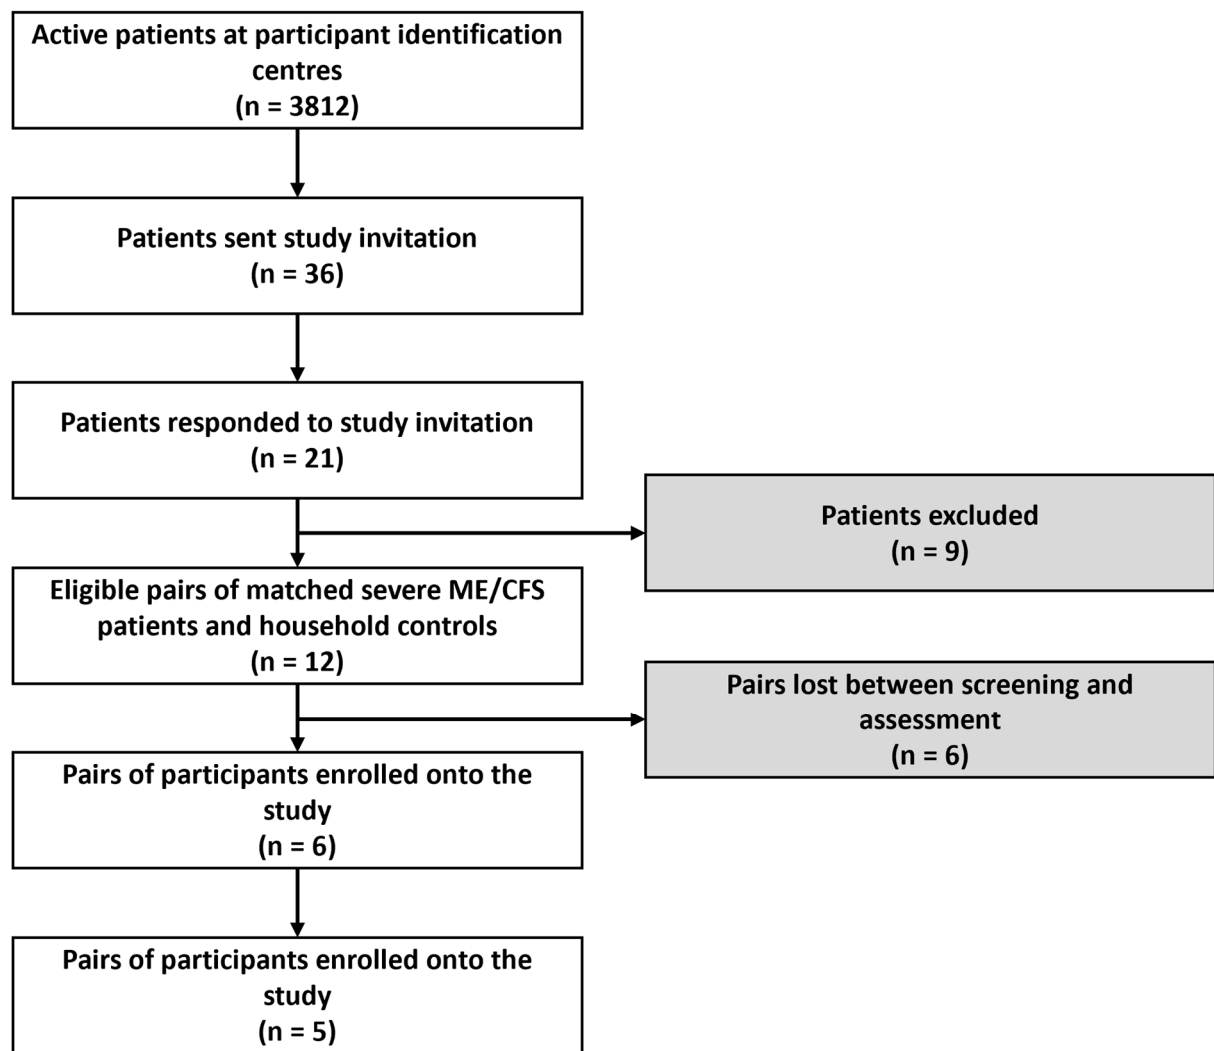 Active patients at participant identification
centres
(n = 3812)
Patients sent study invitation
(n = 36)
Patients responded to study invitation
(n = 21)
Patients excluded
(n = 9)
Eligible pairs of matched severe ME/CFS
patients and household controls
(n = 12)
Pairs lost between screening and
assessment
(n = 6)
Pairs of participants enrolled onto the
study
(n = 6)
Pairs of participants enrolled onto the
study
(n = 5)